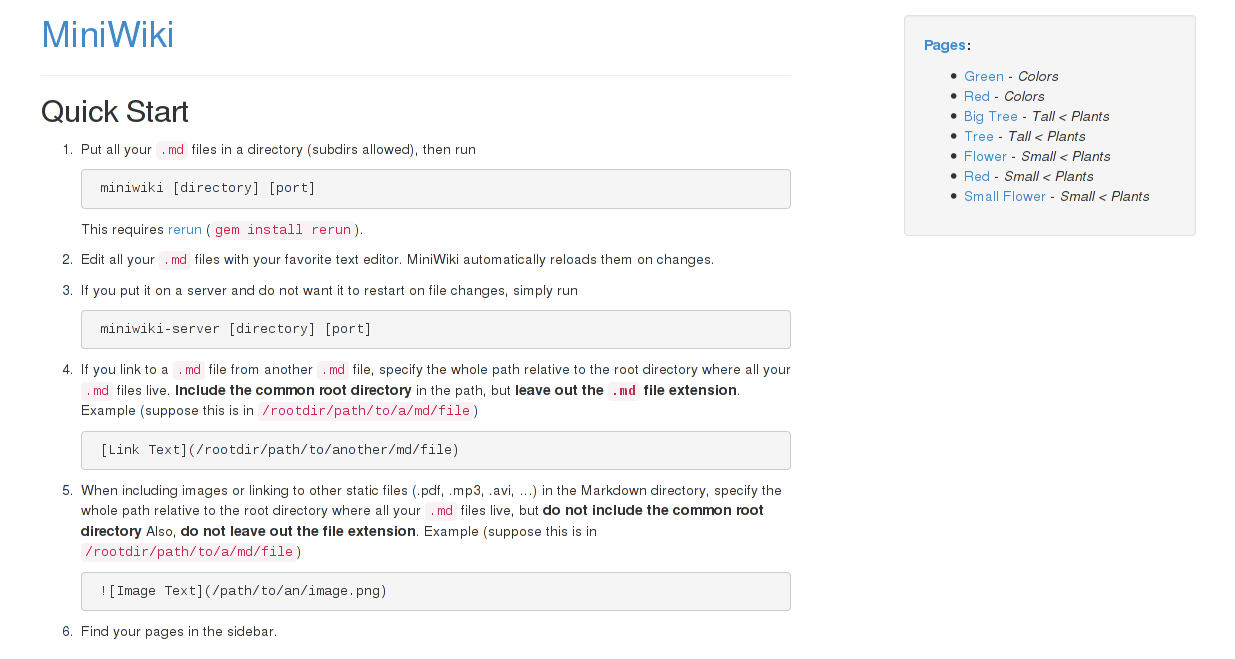 MiniWiki
Quick Start
1. Put all your .md files in a directory (subdirs allowed), then run
miniwiki [directory] [port]
This requires rerun (gem install rerun).
2. Edit all your .md files with your favorite text editor. MiniWiki automatically reloads them on changes.
3. If you put it on a server and do not want it to restart on file changes, simply run
miniwiki-server [directory] [port]
4. If you link to a .md file from another .md file, specify the whole path relative to the root directory where all your
.md files live. Include the common root directory in the path, but leave out the .md file extension.
Example (suppose this is in /rootdir/path/to/a/md/file)
[Link Text](/rootdir/path/to/another/md/file)
5. When including images or linking to other static files (.pdf, .mp3, .avi, ...) in the Markdown directory, specify the
whole path relative to the root directory where all your .md files live, but do not include the common root
directory Also, do not leave out the file extension. Example (suppose this is in
/rootdir/path/to/a/md/file)
![Image Text](/path/to/an/image.png)
6. Find your pages in the sidebar.
Pages:
• Green - Colors
• Red - Colors
• Big Tree - Tall < Plants
• Tree - Tall < Plants
• Flower - Small < Plants
• Red - Small < Plants
• Small Flower - Small < Plants